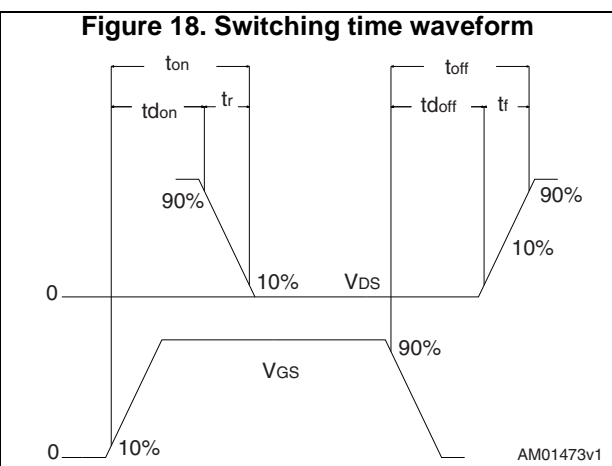 Figure 18. Switching time waveform
ton
toff
tdon
tr
tdoff
tf
90%
90%
10%
10%
VDS
0
90%
VGS
10%
0
AM01473v1